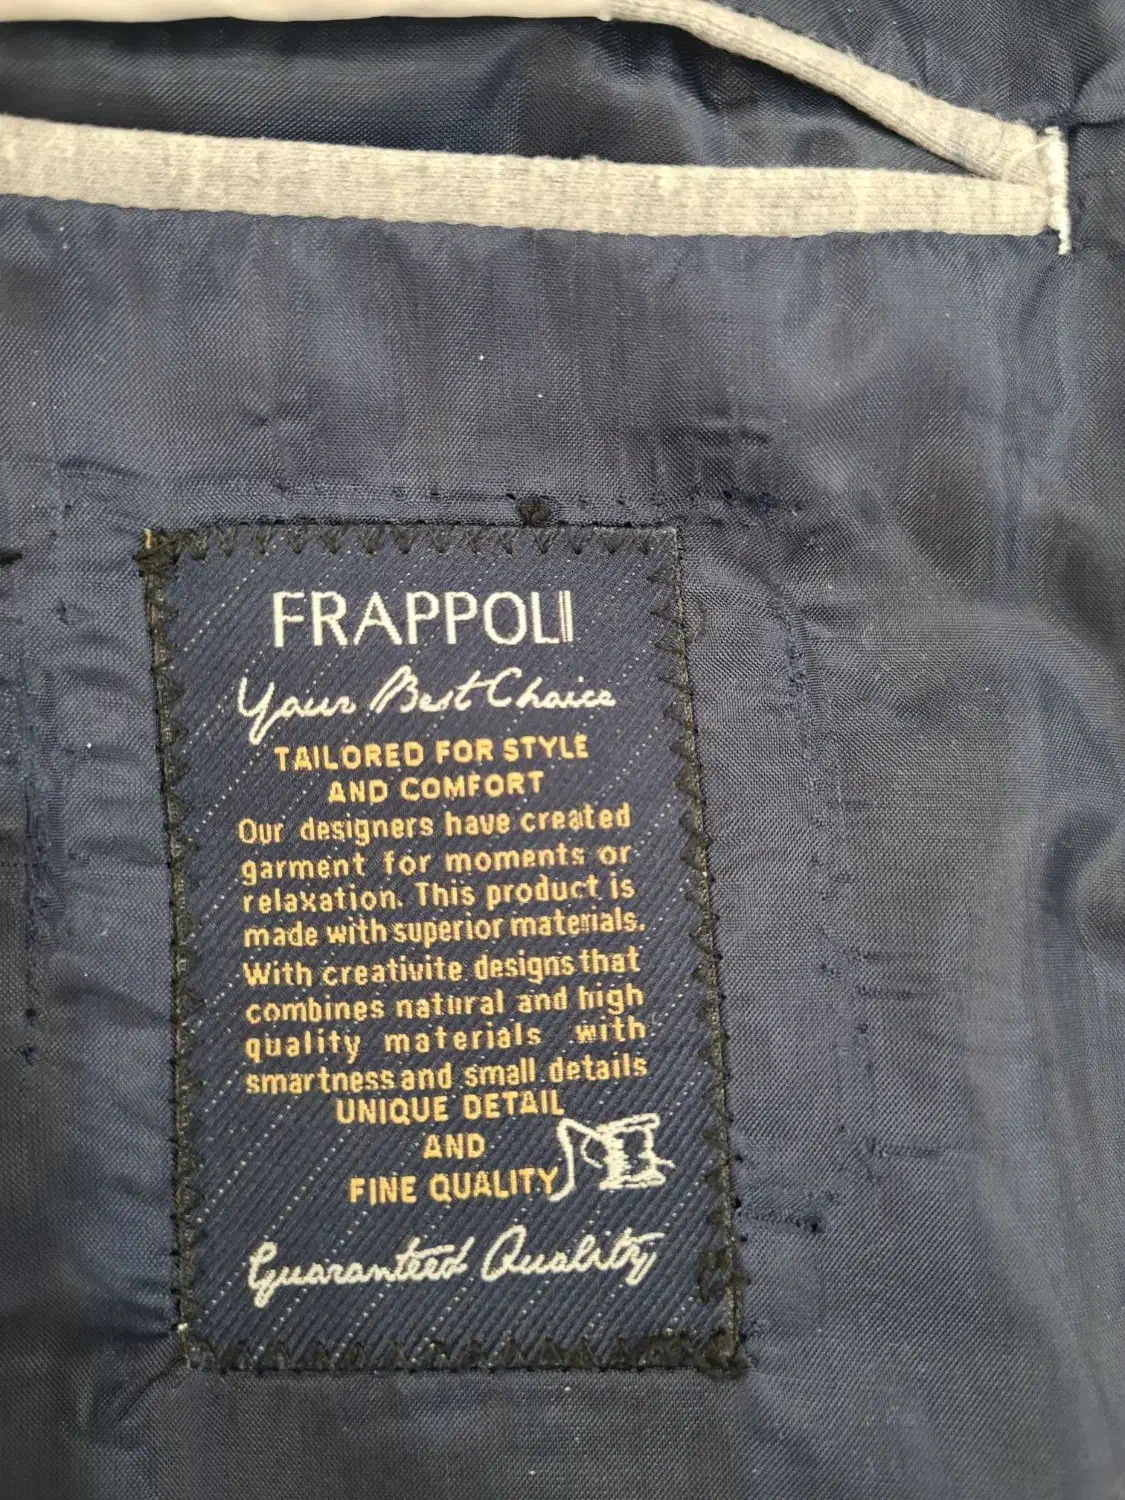 FRAPPOLI
Your Best Choice
TAILORED FOR STYLE
AND COMFORT
Our designers have created
garment for moments or
relaxation. This product is
made with superior materials.
With creativite designs that
combines natural and high
quality materials with
smartness and small details
UNIQUE DETAIL
AND
FINE QUALITY
Guaranteed Quality